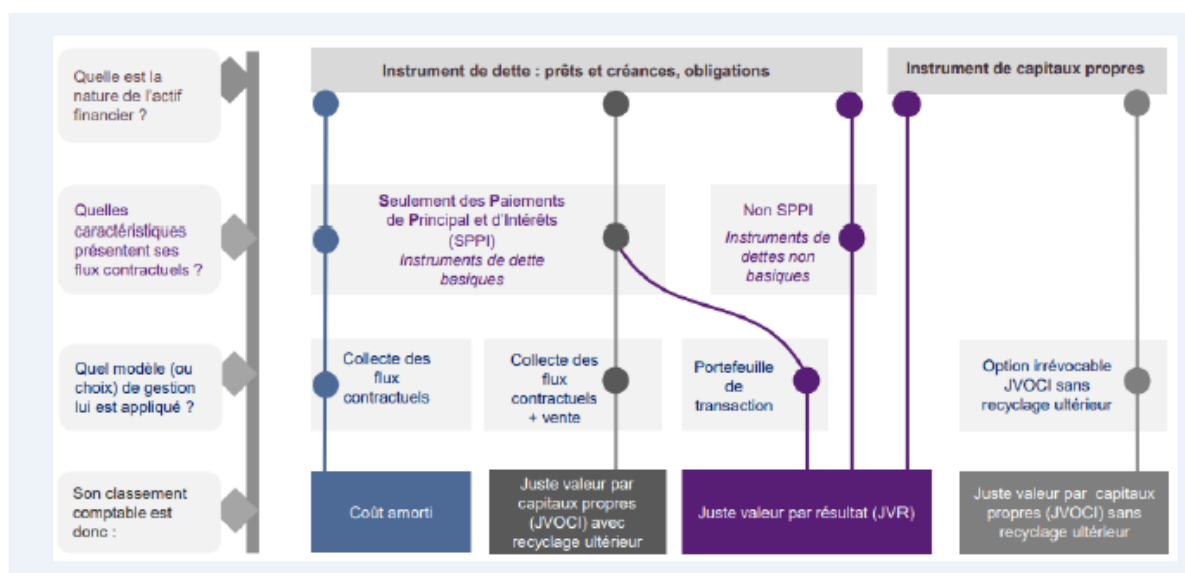 Quelle est la
nature de l'actif
financier ?
Instrument de dette : prêts et créances, obligations
Instrument de capitaux propres
Quelles
caractéristiques
présentent ses
flux contractuels ?
Seulement des Paiements
de Principal et d'Intérêts
(SPPI)
Instruments de dette
basiques
Non SPPI
Instruments de
dettes non
basiques
Quel modèle (ou
choix) de gestion
lui est appliqué ?
Collecte des
flux
contractuels
Collecte des
flux
contractuels
+ vente
Portefeuille
de
transaction
Option irrévocable
JVOCI sans
recyclage ultérieur
Son classement
comptable est
donc :
Coût amorti
Juste valeur par
capitaux propres
(JVOCI) avec
recyclage ultérieur
Juste valeur par résultat (JVR)
Juste valeur par capitaux
propres (JVOCI) sans
recyclage ultérieur